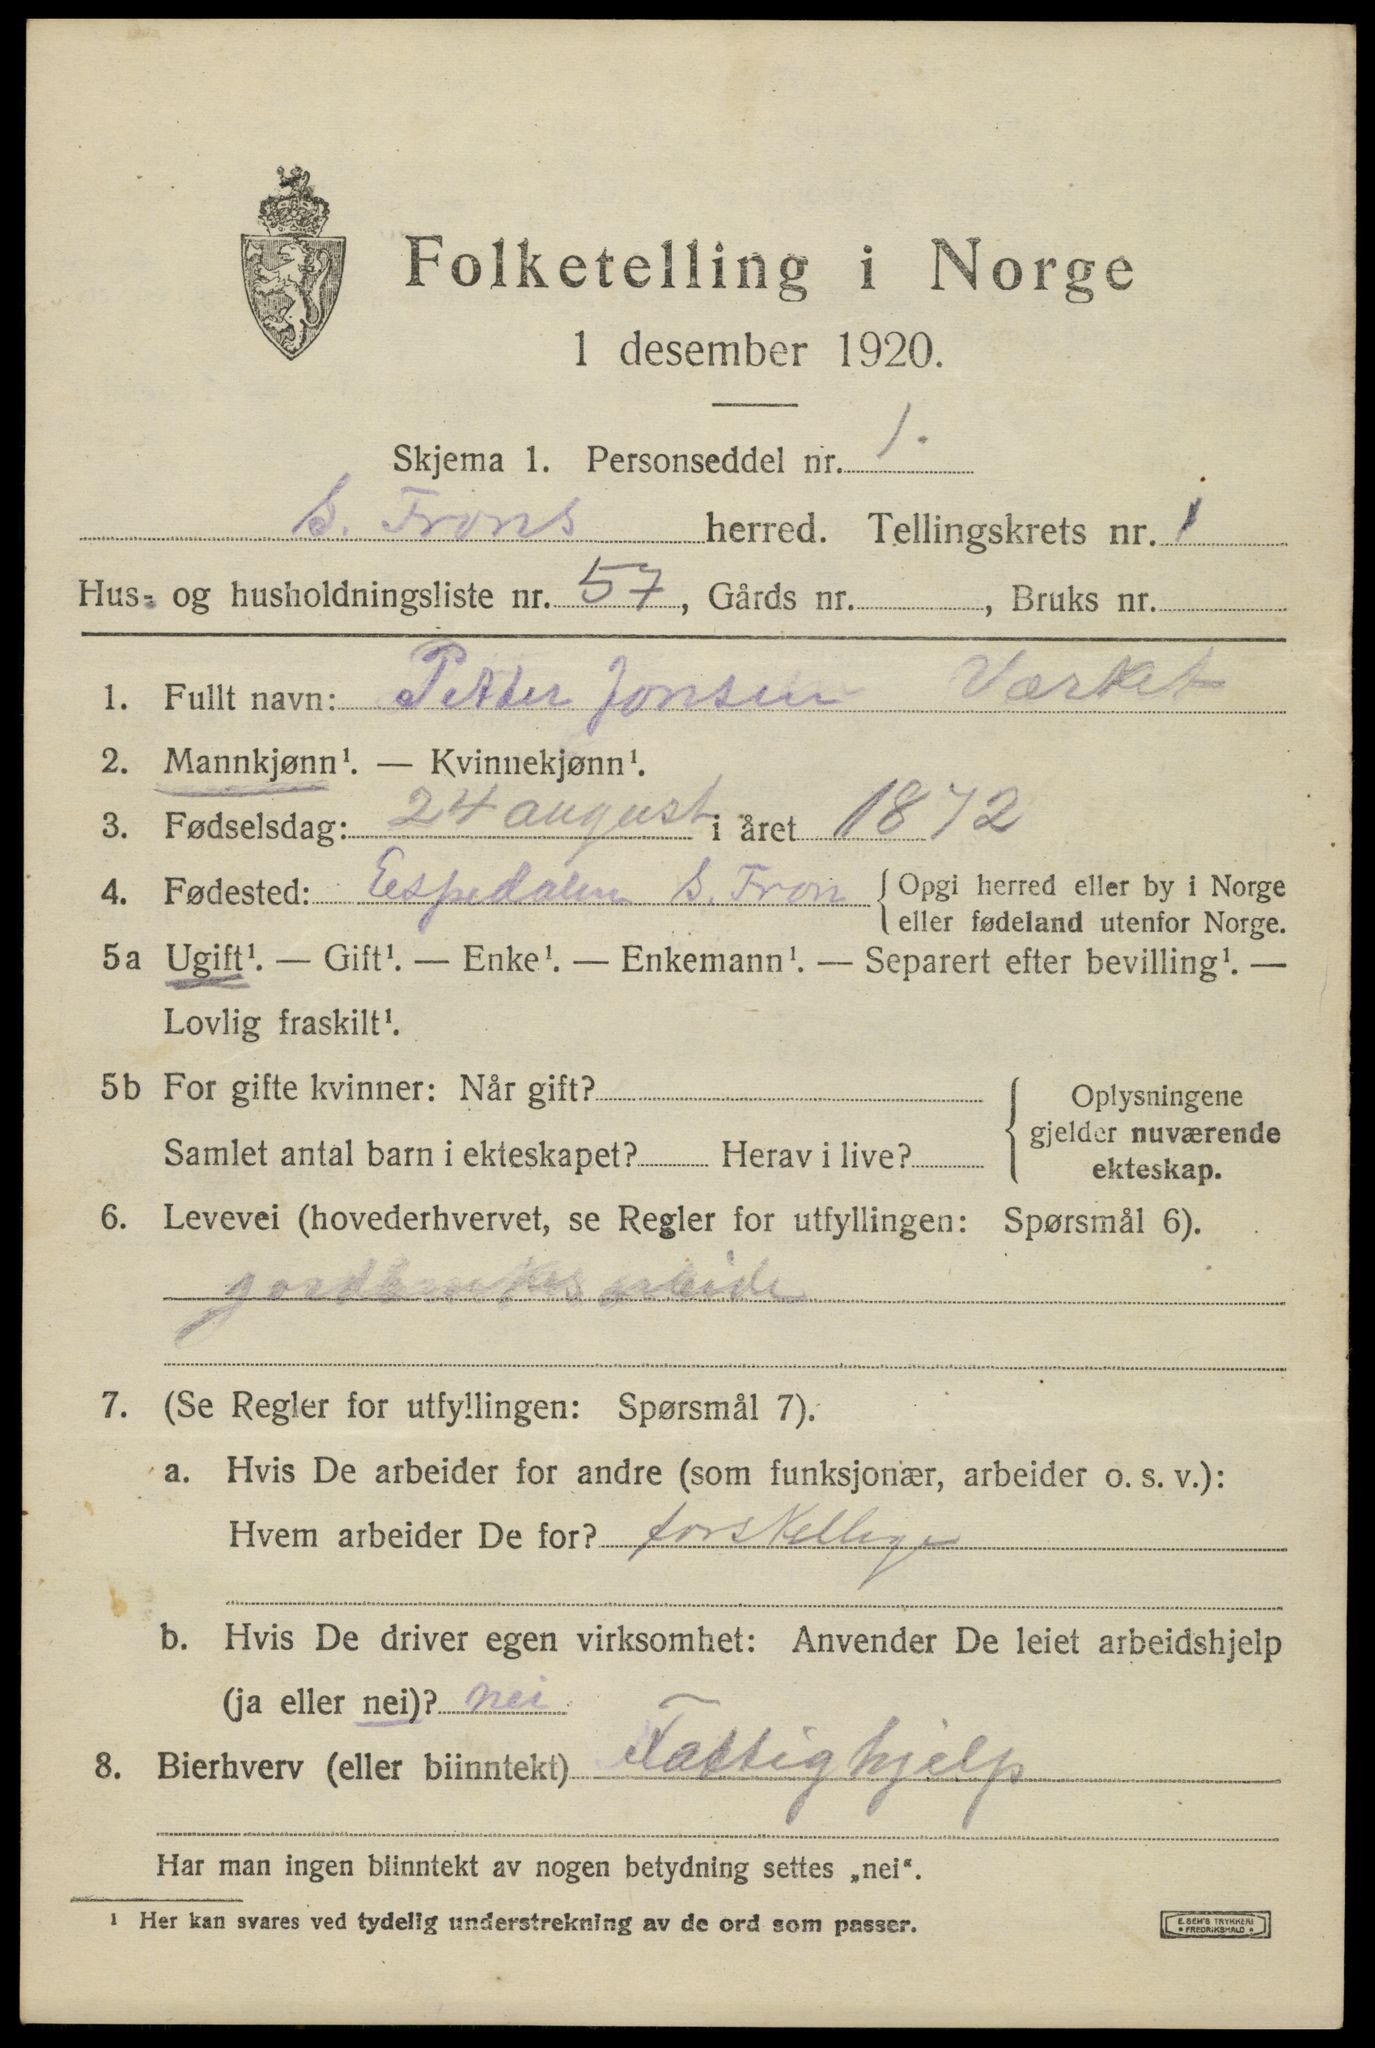 Folketelling i Norge
1 desember 1920.
Skjema 1. Personseddel nr. 1.
S. Frons herred. Tellingskrets nr. 1
Hus- og husholdningsliste nr. 57, Gårds nr. , Bruks nr.
1. Fullt navn: Petter Jonsen Værket
2. Mannkjønn¹. — Kvinnekjønn¹.
3. Fødselsdag: 24 august i året 1872
4. Fødested: Eespedalen S. Fron { Opgi herred eller by i Norge
eller fødeland utenfor Norge.
5a Ugift¹. — Gift¹. — Enke¹. — Enkemann¹. — Separert efter bevilling¹. —
Lovlig fraskilt¹.
5b For gifte kvinner: Når gift?
Samlet antal barn i ekteskapet? Herav i live?
{ Oplysningene
gjelder nuværende
ekteskap.
6. Levevei (hovederhvervet, se Regler for utfyllingen: Spørsmål 6).
jordbruksarbeide
7. (Se Regler for utfyllingen: Spørsmål 7).
a. Hvis De arbeider for andre (som funksjonær, arbeider o. s. v.):
Hvem arbeider De for? forskellige
b. Hvis De driver egen virksomhet: Anvender De leiet arbeidshjelp
(ja eller nei)? nei
8. Bierhverv (eller biinntekt) Fattighjelp
Har man ingen biinntekt av nogen betydning settes „nei“.
¹ Her kan svares ved tydelig understrekning av de ord som passer.
E. SEM'S TRYKKERI
* FREDRIKSHALD *